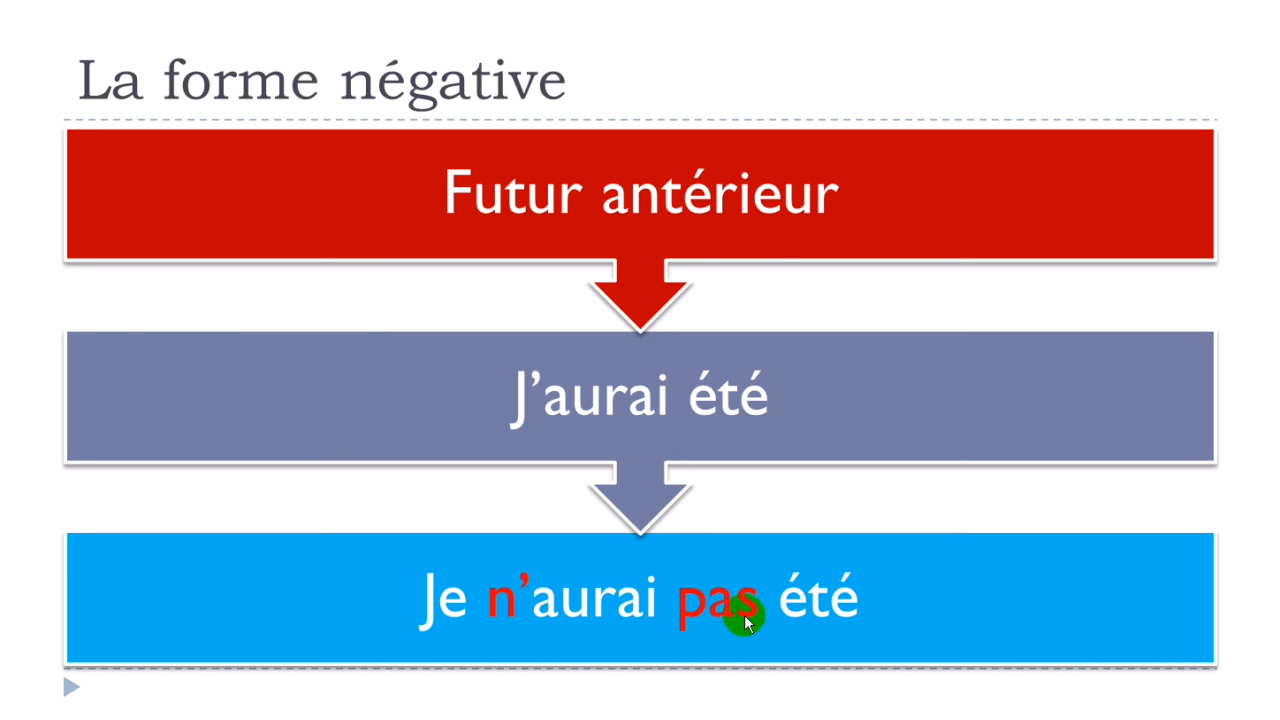 La forme négative
Futur antérieur
J’aurai été
Je n’aurai pas été